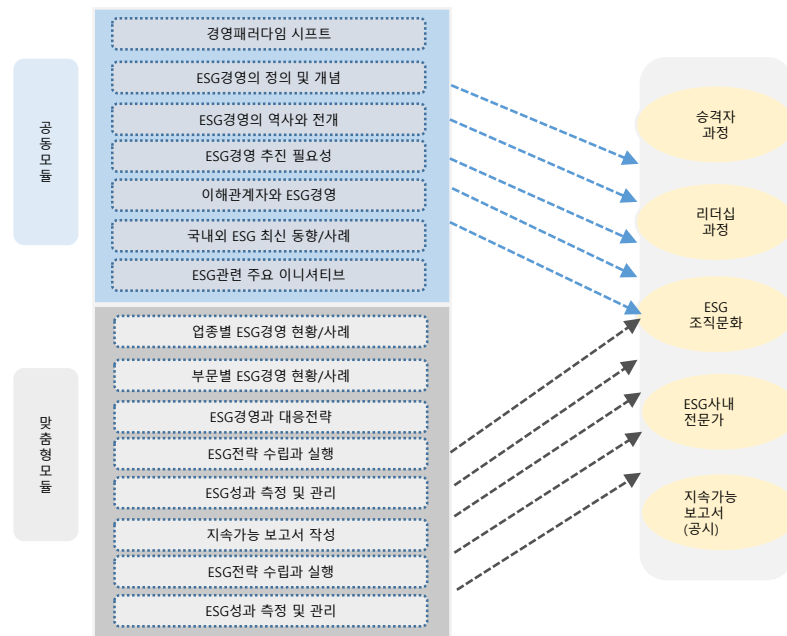 공동모듈
경영패러다임 시프트
ESG경영의 정의 및 개념
ESG경영의 역사와 전개
ESG경영 추진 필요성
이해관계자와 ESG경영
국내외 ESG 최신 동향/사례
ESG관련 주요 이니셔티브
맞춤형모듈
업종별 ESG경영 현황/사례
부문별 ESG경영 현황/사례
ESG경영과 대응전략
ESG전략 수립과 실행
ESG성과 측정 및 관리
지속가능 보고서 작성
ESG전략 수립과 실행
ESG성과 측정 및 관리
승격자
과정
리더십
과정
ESG
조직문화
ESG사내
전문가
지속가능
보고서
(공시)